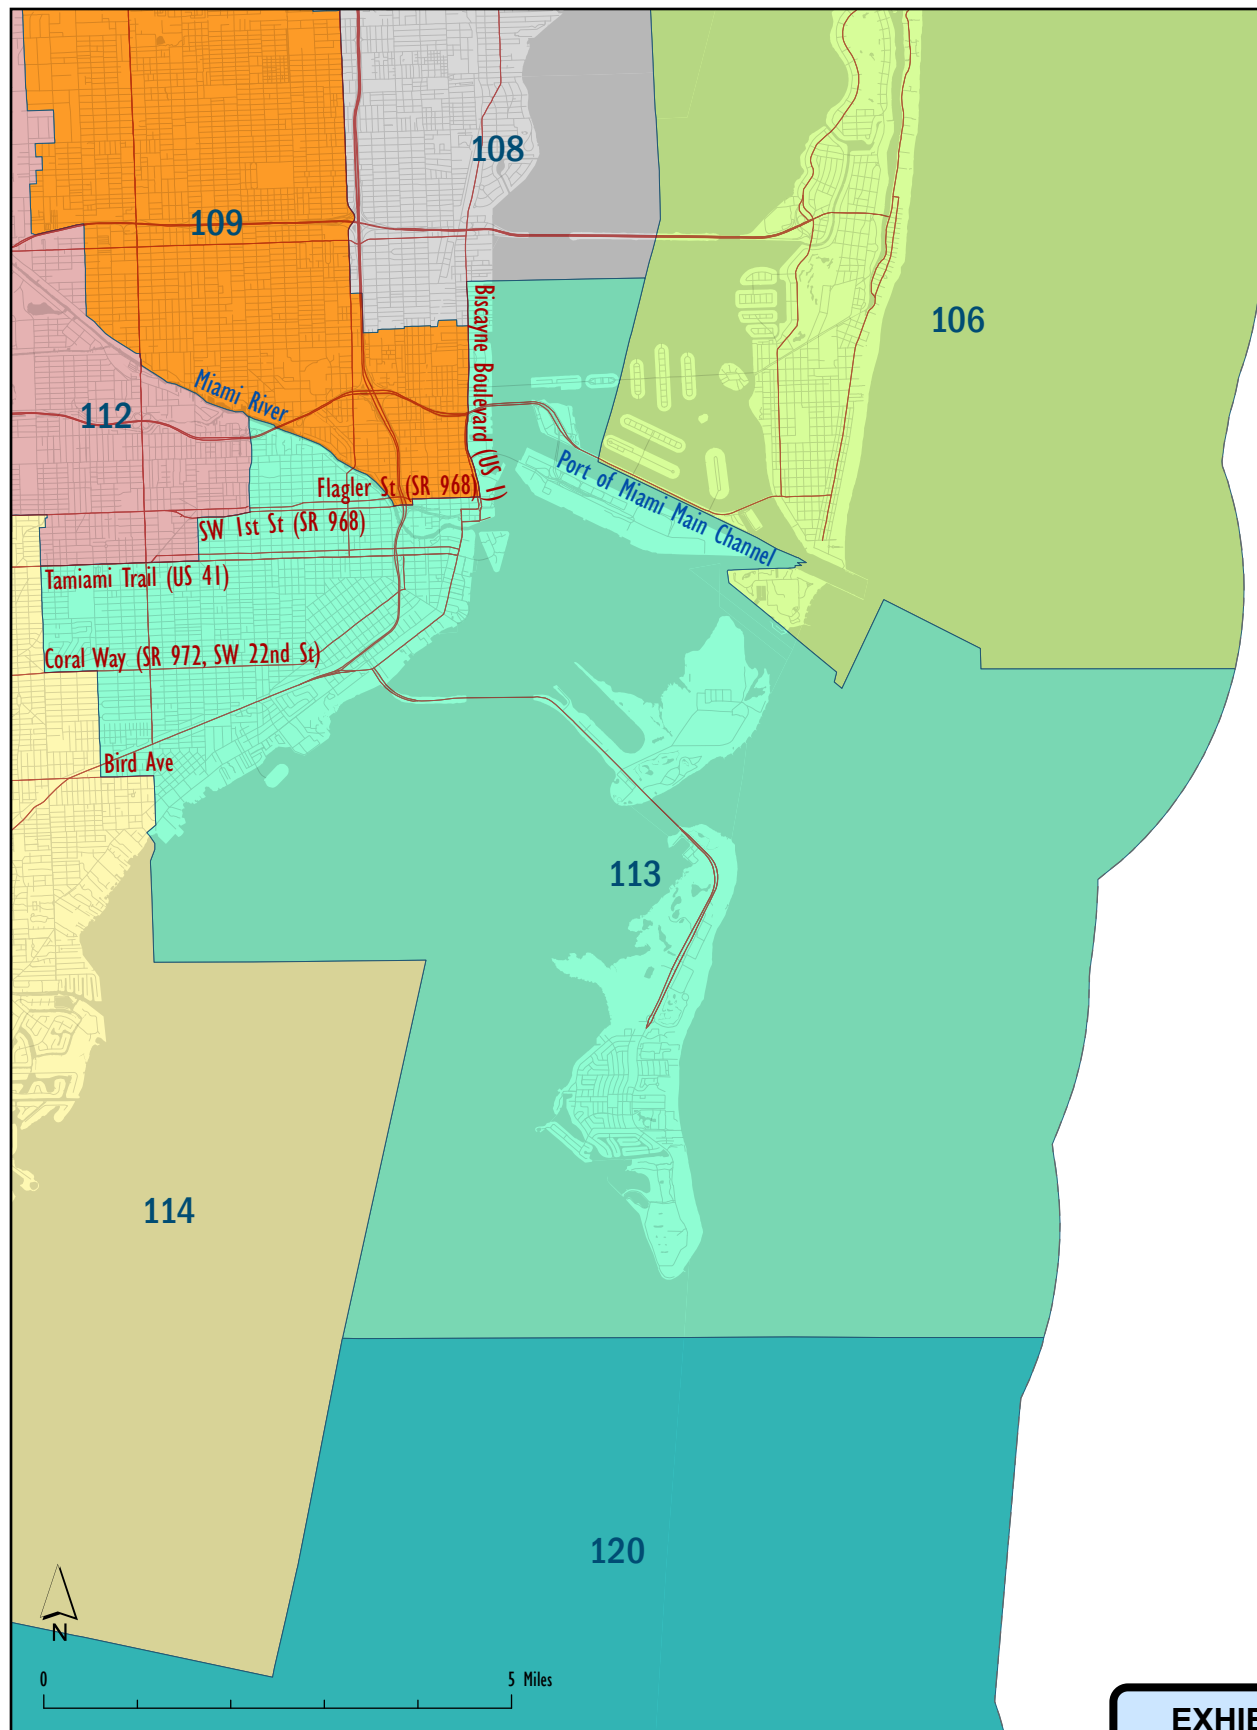 108
109
Biscayne Boulevard (US 1)
106
Miami River
112
Port of Miami Main Channel
Flagler St (SR 968)
SW 1st St (SR 968)
Tamiami Trail (US 41)
Coral Way (SR 972, SW 22nd St)
Bird Ave
113
114
120
N
0 5 Miles